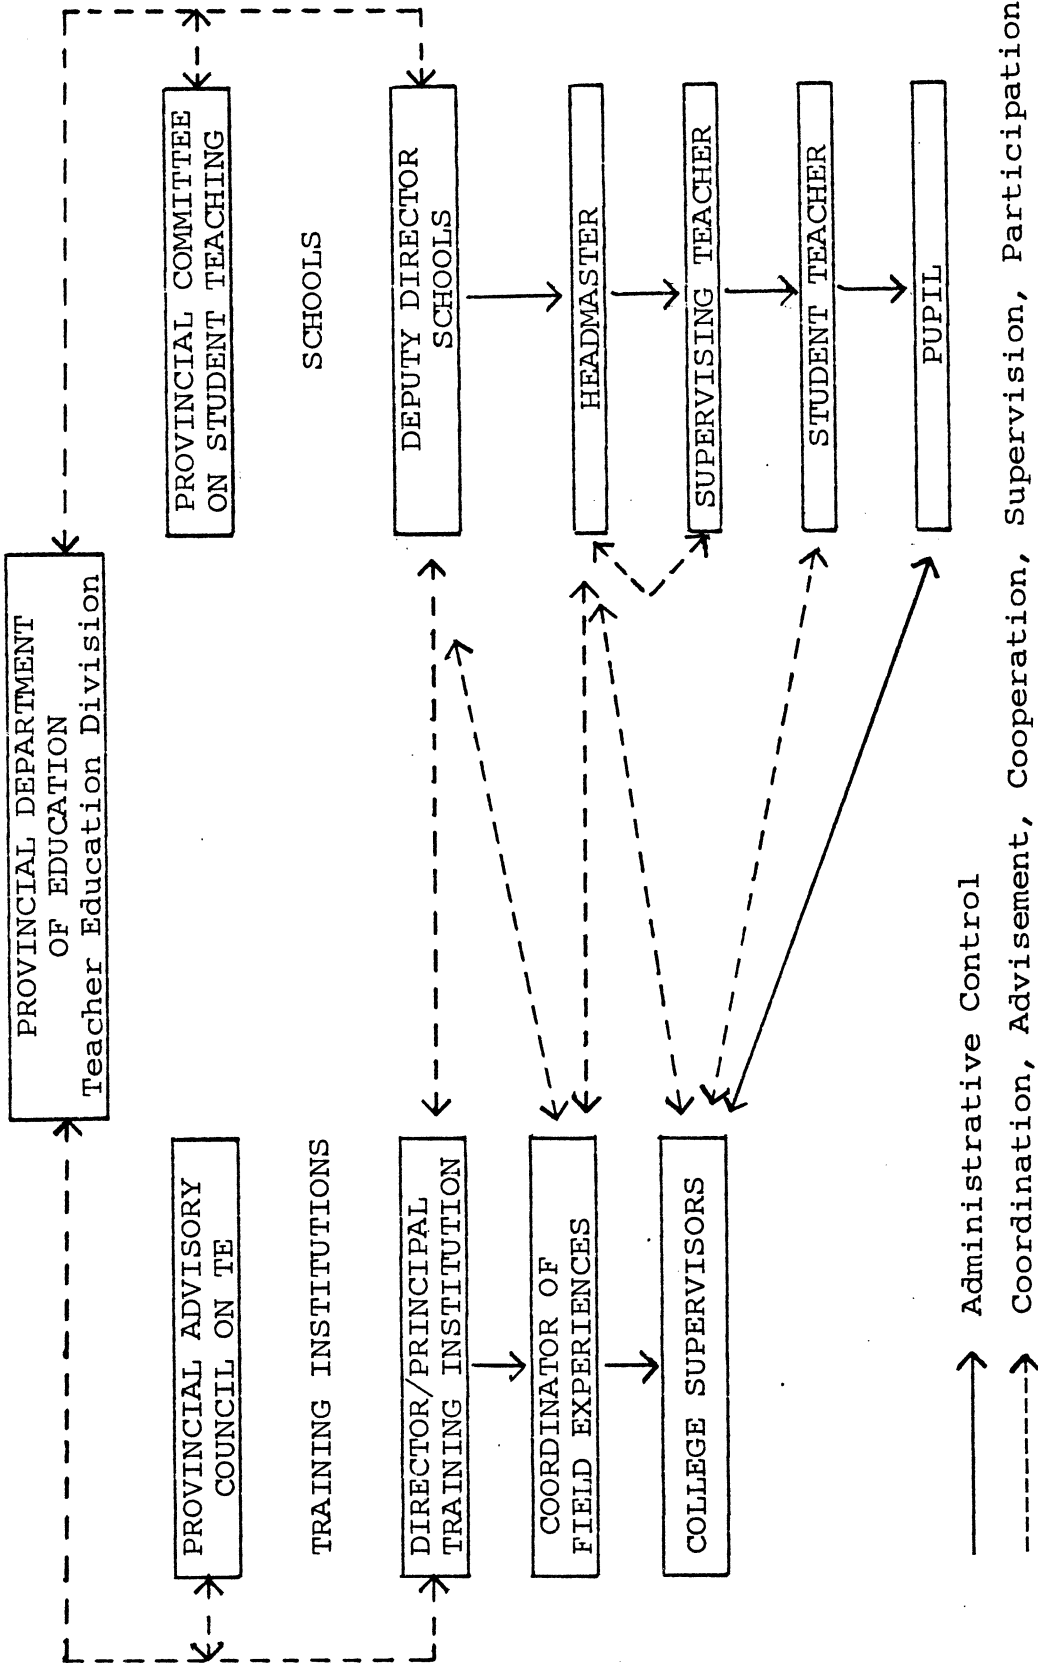 PROVINCIAL DEPARTMENT
OF EDUCATION
Teacher Education Division
PROVINCIAL ADVISORY
COUNCIL ON TE
PROVINCIAL COMMITTEE
ON STUDENT TEACHING
TRAINING INSTITUTIONS
SCHOOLS
DIRECTOR/PRINCIPAL
TRAINING INSTITUTION
DEPUTY DIRECTOR
SCHOOLS
COORDINATOR OF
FIELD EXPERIENCES
HEADMASTER
COLLEGE SUPERVISORS
SUPERVISING TEACHER
STUDENT TEACHER
PUPIL
Administrative Control
Coordination, Advisement, Cooperation, Supervision, Participation